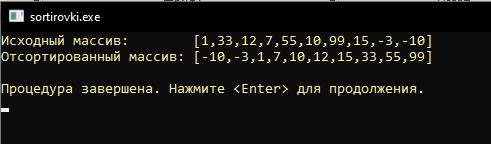 sortirovki.exe
Исходный массив: [1,33,12,7,55,10,99,15,-3,-10]
Отсортированный массив: [-10,-3,1,7,10,12,15,33,55,99]
Процедура завершена. Нажмите <Enter> для продолжения.